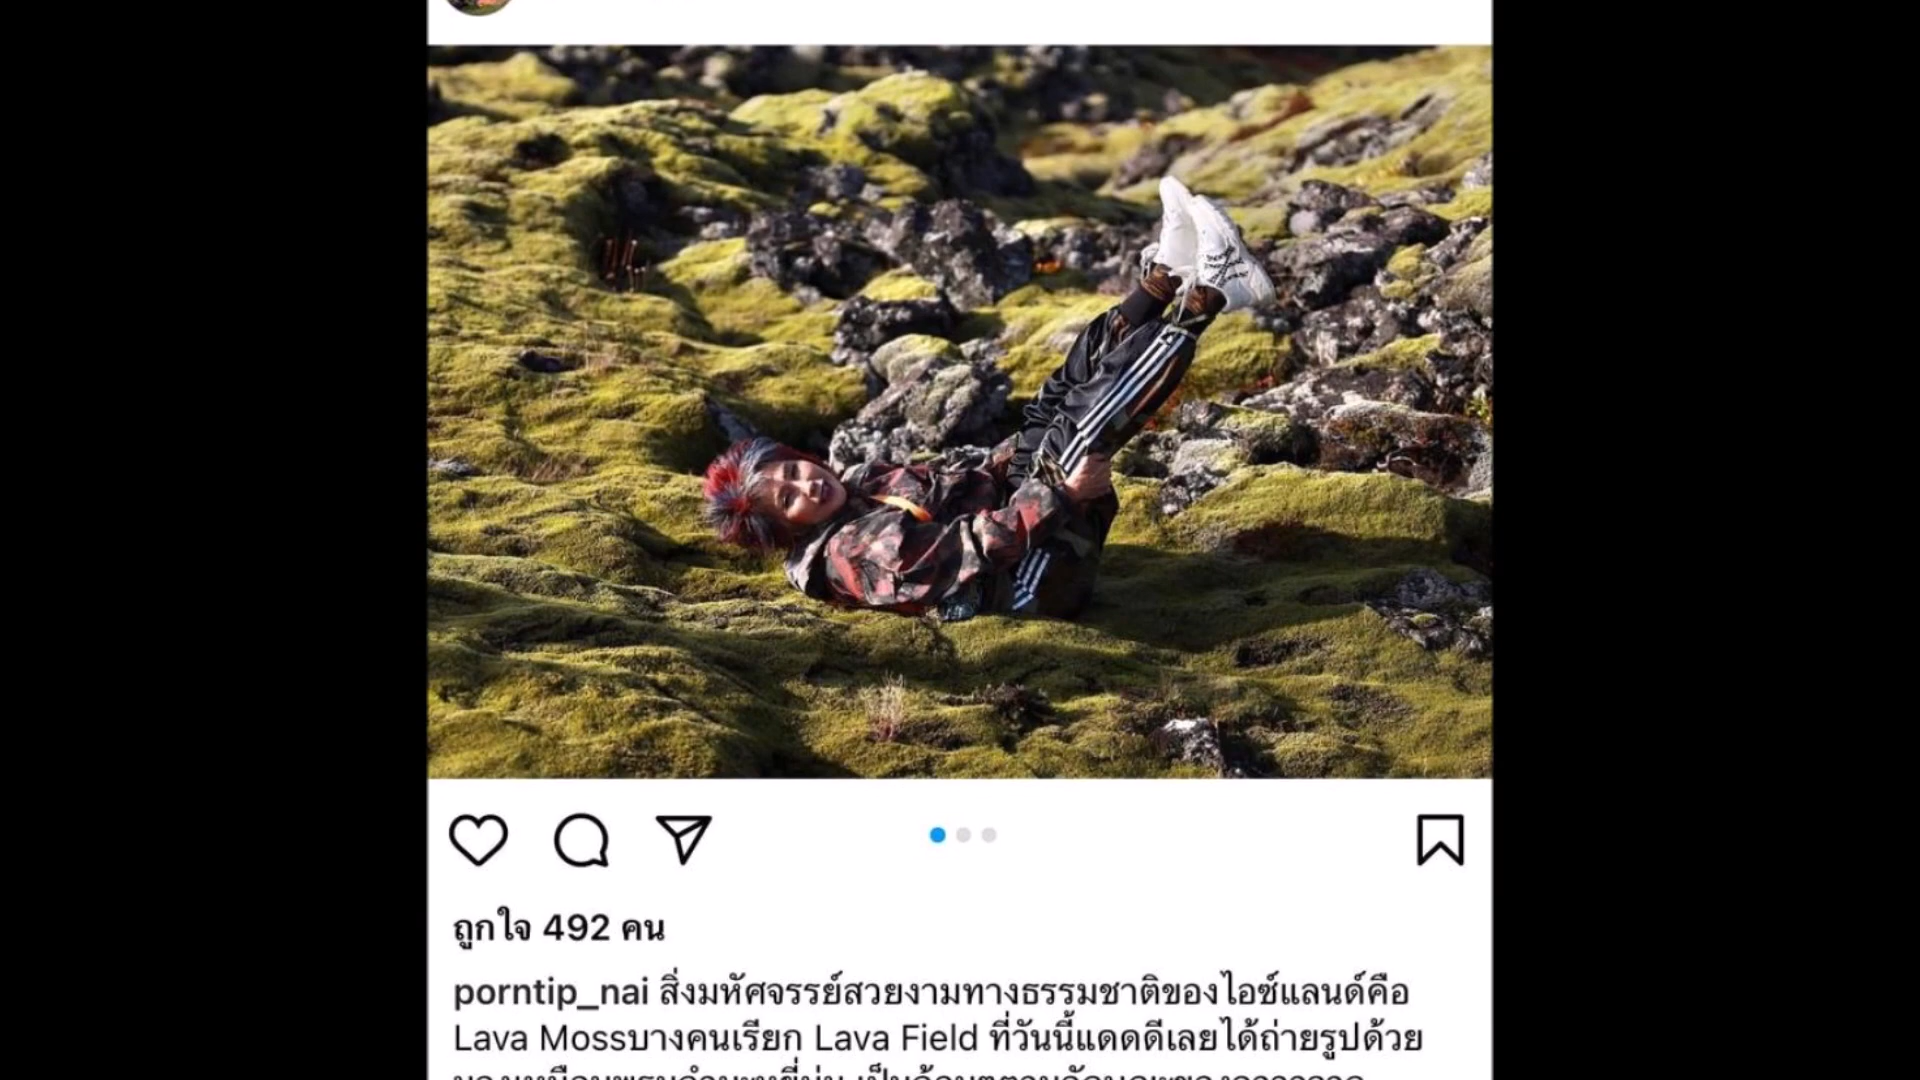 ถูกใจ 492 คน
porntip_nai สิ่งมหัศจรรย์สวยงามทางธรรมชาติของไอซ์แลนด์คือ
Lava Mossบางคนเรียก Lava Field ที่วันนี้แดดดีเลยได้ถ่ายรูปด้วย